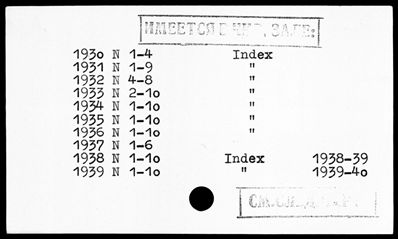 ИМЕЕТСЯ В ЧИТ. ЗАЛЕ:
1930 N 1-4 Index
1931 N 1-9 "
1932 N 4-8 "
1933 N 2-10 "
1934 N 1-10 "
1935 N 1-10 "
1936 N 1-10 "
1937 N 1-6
1938 N 1-10 Index 1938-39
1939 N 1-10 " 1939-40
СМ.